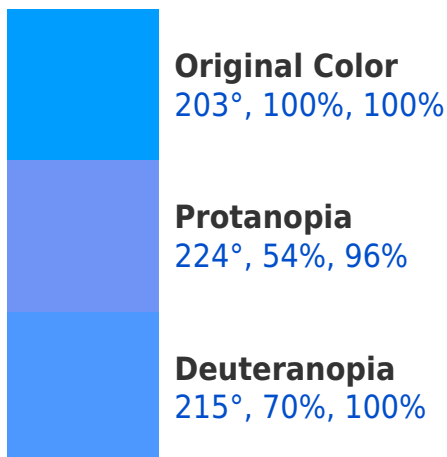 Original Color
203°, 100%, 100%
Protanopia
224°, 54%, 96%
Deuteranopia
215°, 70%, 100%